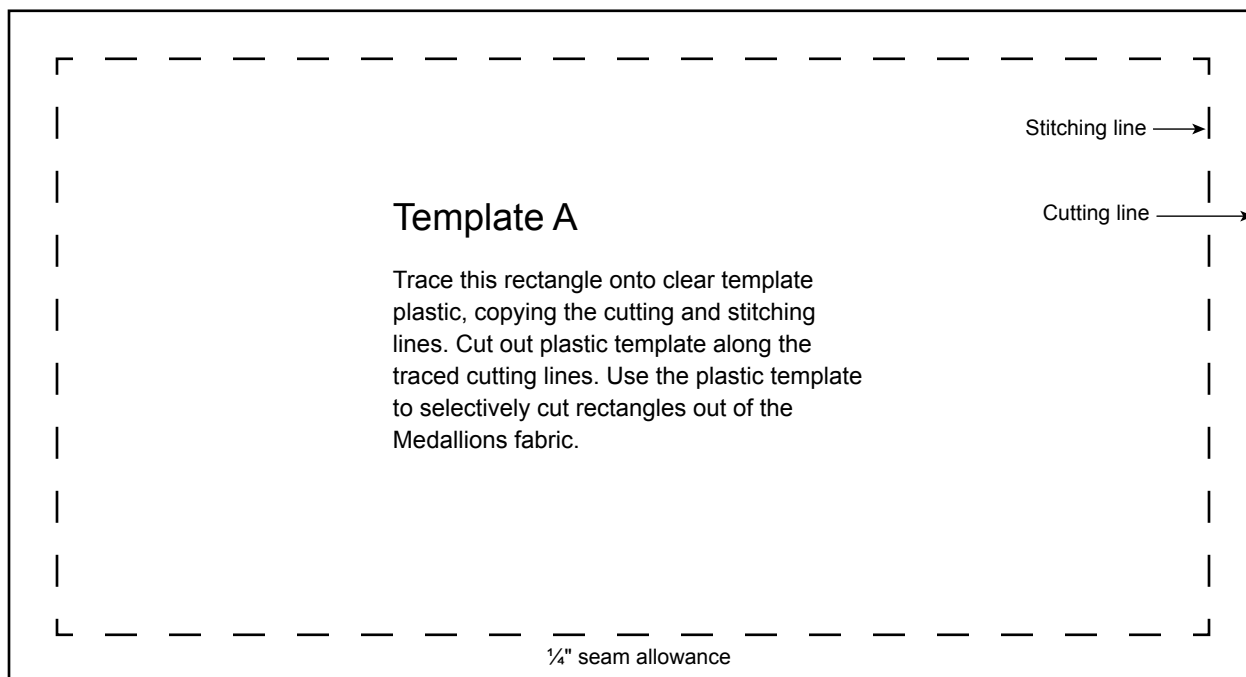 Stitching line
Cutting line
Template A
Trace this rectangle onto clear template
plastic, copying the cutting and stitching
lines. Cut out plastic template along the
traced cutting lines. Use the plastic template
to selectively cut rectangles out of the
Medallions fabric.
¼" seam allowance